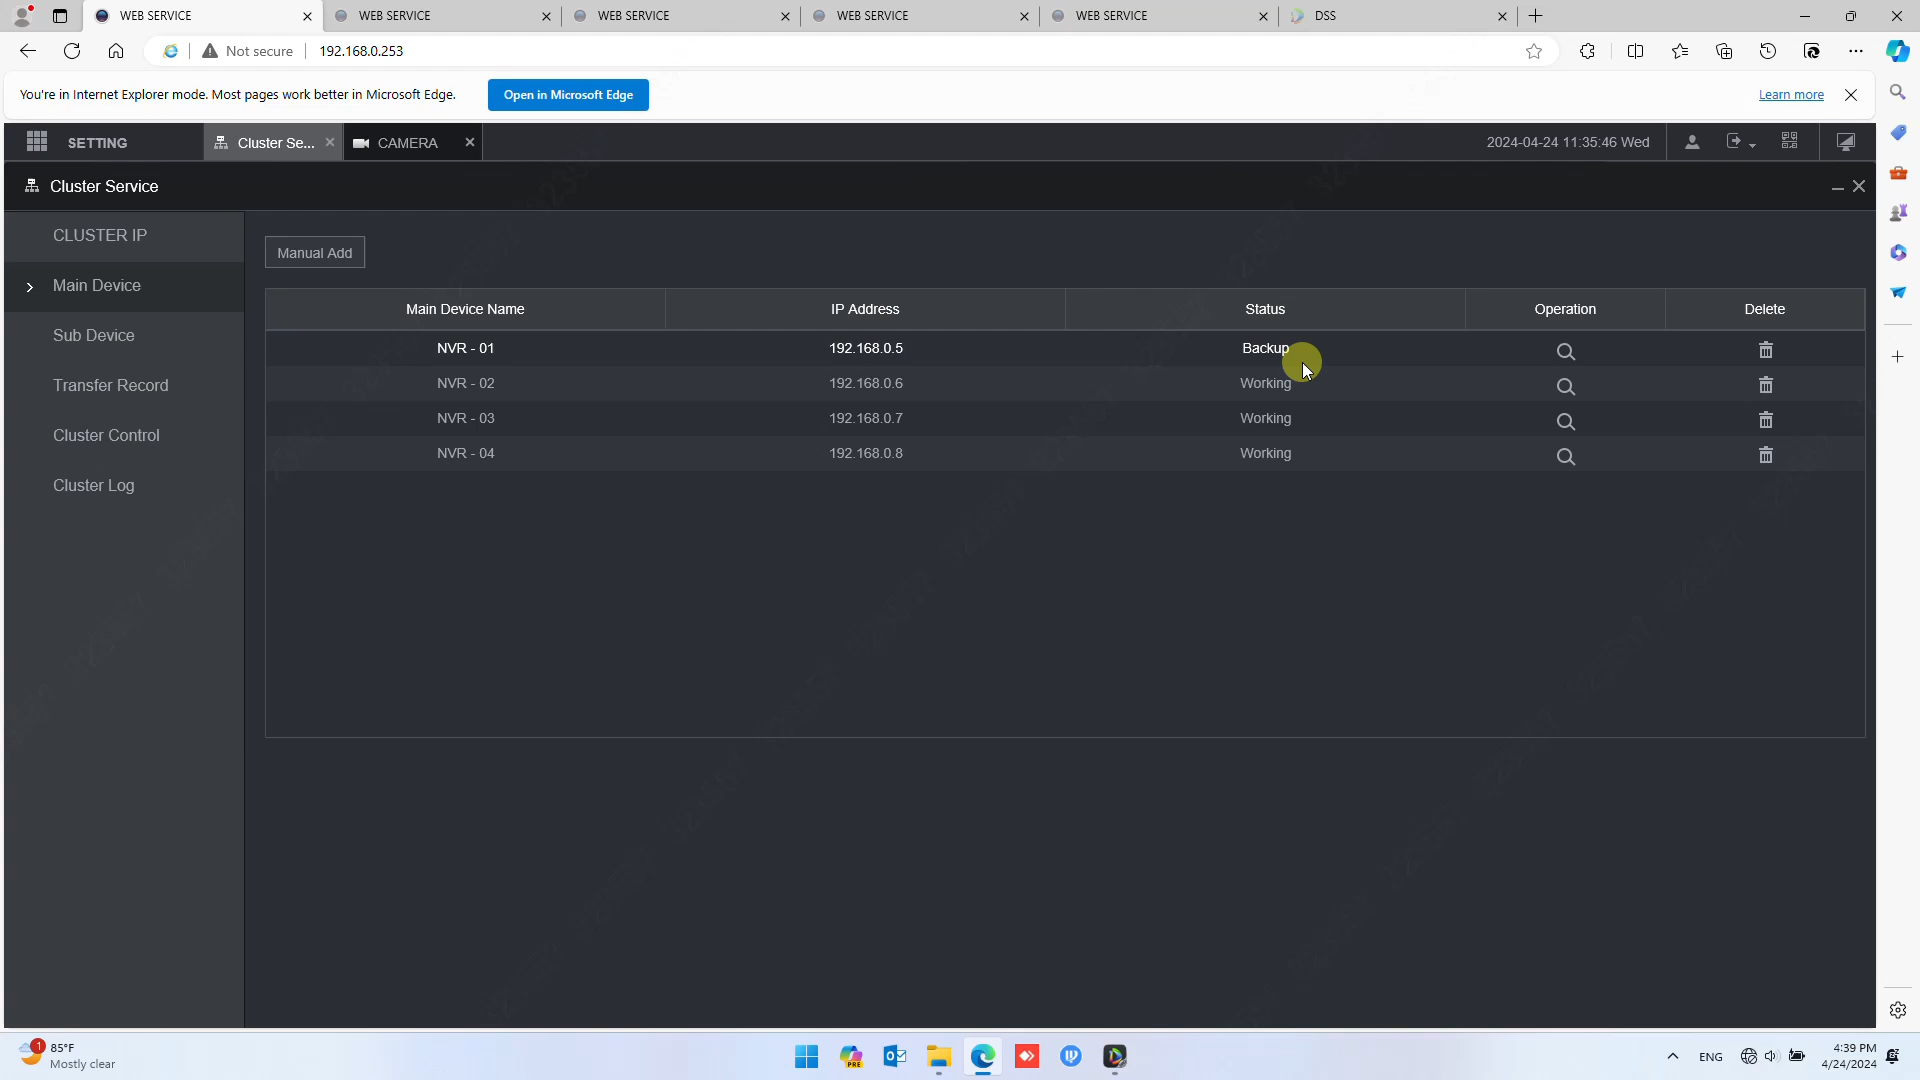 WEB SERVICE WEB SERVICE WEB SERVICE WEB SERVICE WEB SERVICE DSS
Not secure 192.168.0.253
You're in Internet Explorer mode. Most pages work better in Microsoft Edge. Open in Microsoft Edge Learn more
SETTING Cluster Se... CAMERA 2024-04-24 11:35:46 Wed
Cluster Service
CLUSTER IP
Main Device
Sub Device
Transfer Record
Cluster Control
Cluster Log
Manual Add
Main Device Name IP Address Status Operation Delete
NVR - 01 192.168.0.5 Backup
NVR - 02 192.168.0.6 Working
NVR - 03 192.168.0.7 Working
NVR - 04 192.168.0.8 Working
1 85°F
Mostly clear
PRE
ENG
4:39 PM
4/24/2024